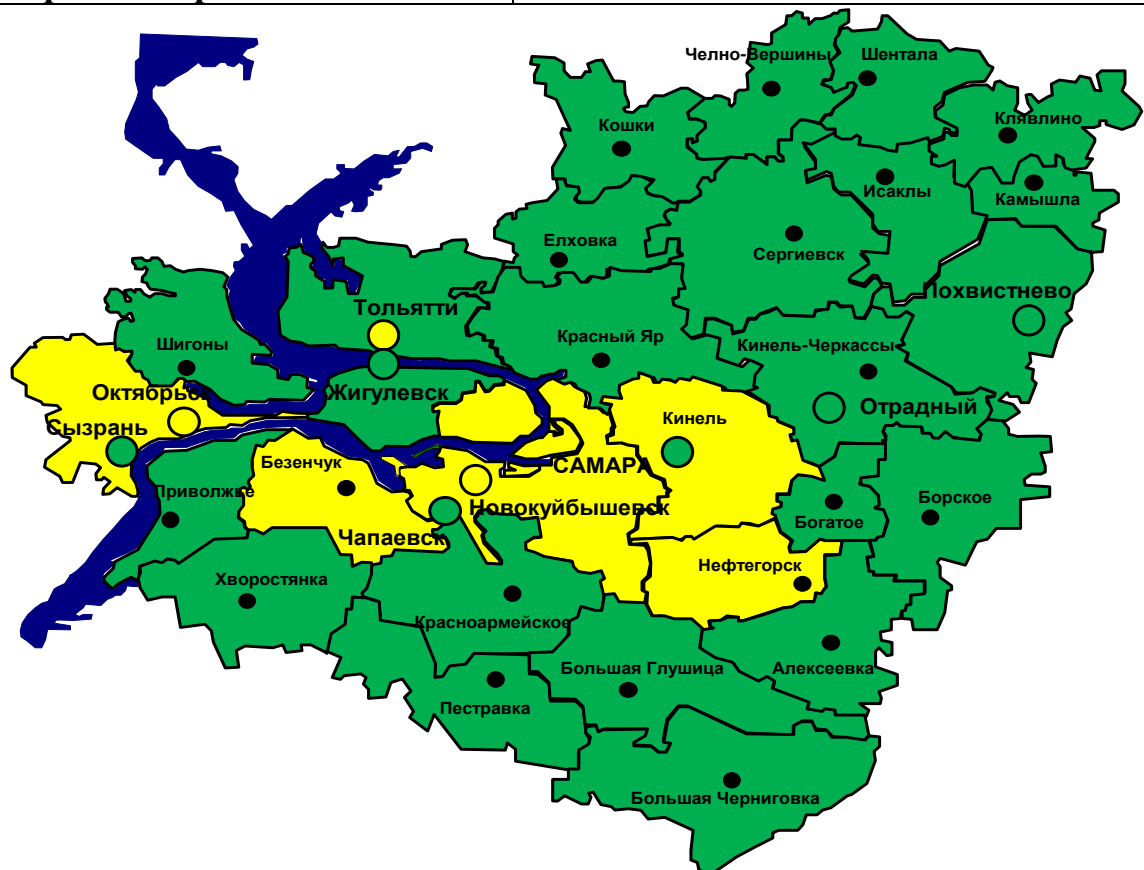 Челно-Вершины
Шентала
Кошки
Клявлино
Исаклы
Камышла
Елховка
Сергиевск
Похвистнево
Тольятти
Красный Яр
Кинель-Черкассы
Шигоны
Октябрьск
Жигулевск
Отрадный
Кинель
Сызрань
Безенчук
САМАРА
Приволжье
Новокуйбышевск
Борское
Богатое
Чапаевск
Нефтегорск
Хворостянка
Красноармейское
Большая Глушица
Алексеевка
Пестравка
Большая Черниговка